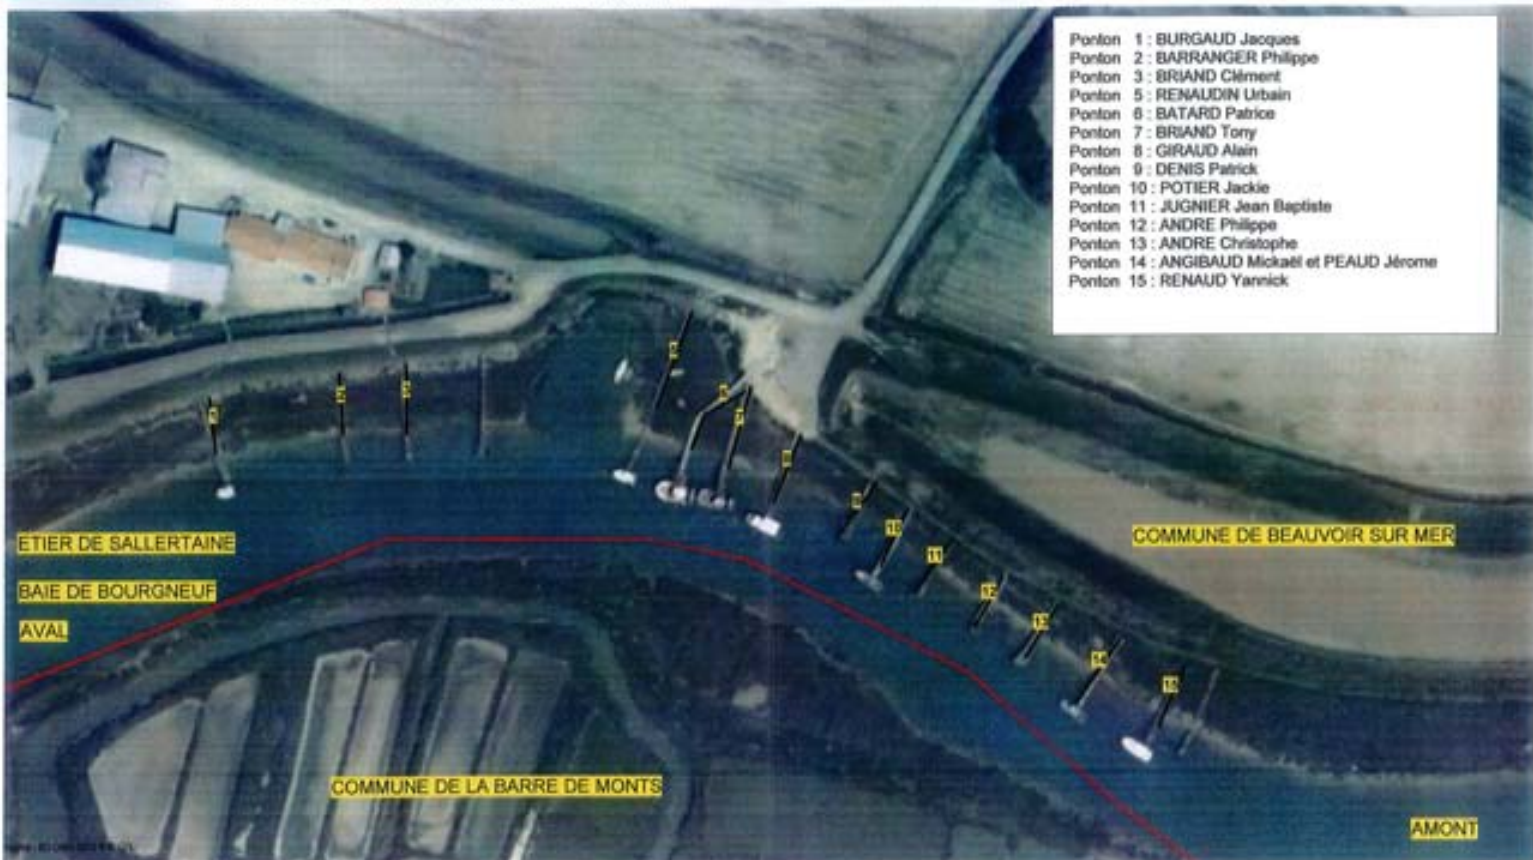 Ponton 1 : BURGAUD Jacques
Ponton 2 : BARRANGER Philippe
Ponton 3 : BRIAND Clément
Ponton 5 : RENAUDIN Urbain
Ponton 6 : BATARD Patrice
Ponton 7 : BRIAND Tony
Ponton 8 : GIRAUD Alain
Ponton 9 : DENIS Patrick
Ponton 10 : POTIER Jackie
Ponton 11 : JUGNIER Jean Baptiste
Ponton 12 : ANDRE Philippe
Ponton 13 : ANDRE Christophe
Ponton 14 : ANGIBAUD Mickaël et PEAUD Jérome
Ponton 15 : RENAUD Yannick
8
9
10
11
12
13
14
15
ETIER DE SALLERTAINE
BAIE DE BOURGNEUF
AVAL
COMMUNE DE BEAUVOIR SUR MER
COMMUNE DE LA BARRE DE MONTS
AMONT